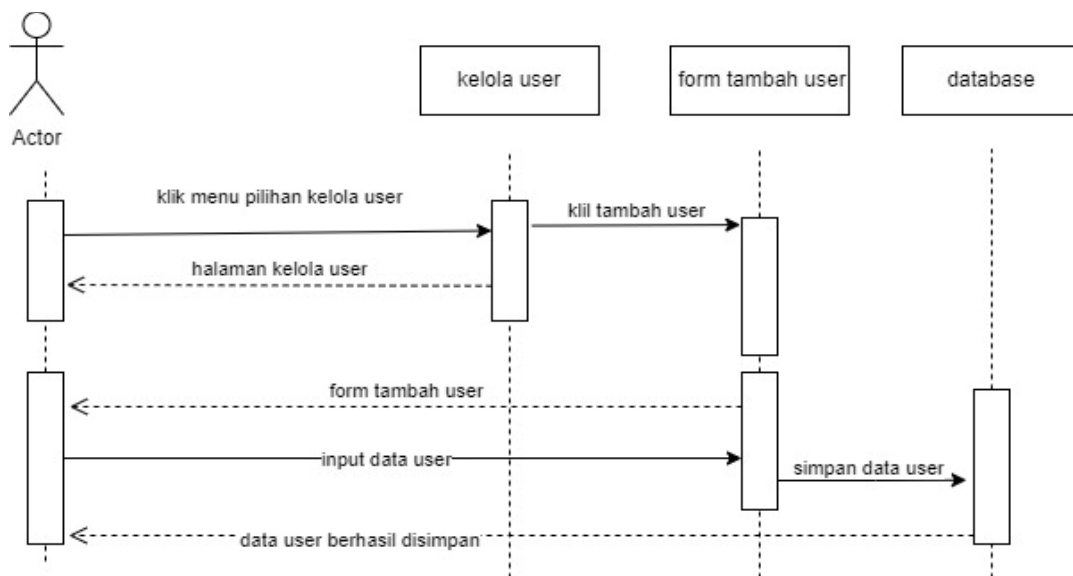 kelola user
form tambah user
database
Actor
klik menu pilihan kelola user
klil tambah user
halaman kelola user
form tambah user
input data user
simpan data user
data user berhasil disimpan